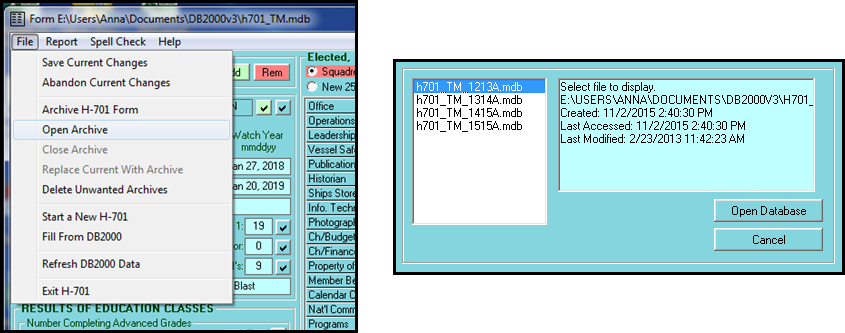 Form E:\Users\Anna\Documents\DB2000v3\h701_TM.mdb
File Report Spell Check Help
Save Current Changes
Abandon Current Changes
Archive H-701 Form
Open Archive
Close Archive
Replace Current With Archive
Delete Unwanted Archives
Start a New H-701
Fill From DB2000
Refresh DB2000 Data
Exit H-701
Rem
N
Watch Year
mmddyy
an 27, 2018
an 20, 2019
1: 19
or: 0
l's: 9
Blast
RESULTS OF EDUCATION CLASSES
Number Completing Advanced Grades
Elected,
Squadro
New 25
Office
Operations
Leadership
Vessel Safe
Publication
Historian
Ships Store
Info. Techn
Photograph
Ch/Budget
Ch/Finance
Property of
Member Be
Calendar C
Nat'l Comm
Programs
h701_TM_1213A.mdb
h701_TM_1314A.mdb
h701_TM_1415A.mdb
h701_TM_1515A.mdb
Select file to display.
E:\USERS\ANNA\DOCUMENTS\DB2000V3\H701_
Created: 11/2/2015 2:40:30 PM
Last Accessed: 11/2/2015 2:40:30 PM
Last Modified: 2/23/2013 11:42:23 AM
Open Database
Cancel